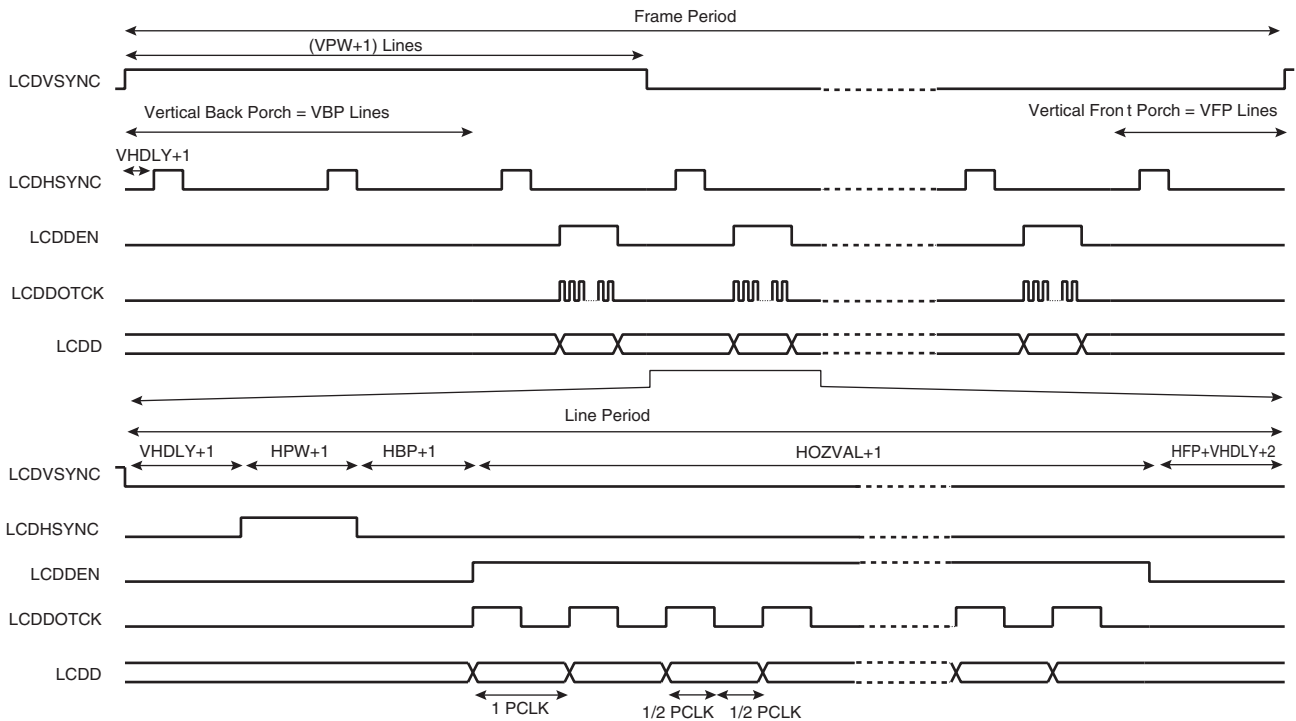 Frame Period
(VPW+1) Lines
LCDVSYNC
Vertical Back Porch = VBP Lines
Vertical Front Porch = VFP Lines
VHDLY+1
LCDHSYNC
LCDDEN
LCDDOTCK
LCDD
Line Period
VHDLY+1
HPW+1
HBP+1
HOZVAL+1
HFP+VHDLY+2
LCDVSYNC
LCDHSYNC
LCDDEN
LCDDOTCK
LCDD
1 PCLK
1/2 PCLK
1/2 PCLK